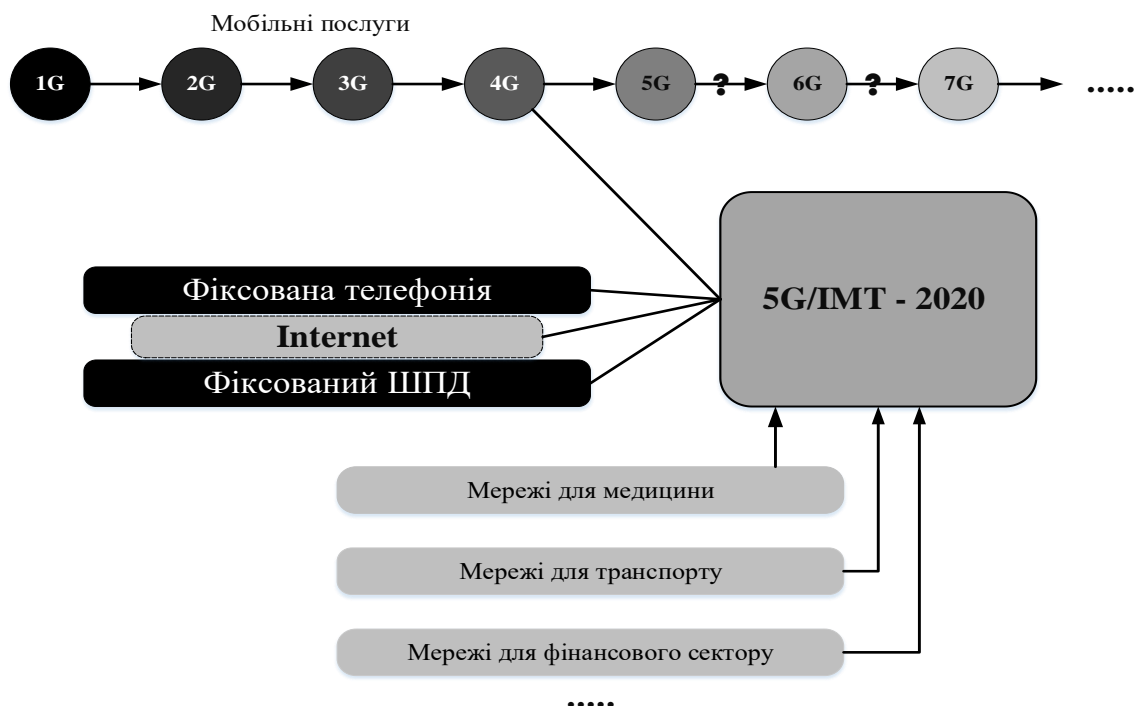 Мобільні послуги
1G
2G
3G
4G
5G
?
6G
?
7G
.....
Фіксована телефонія
Internet
Фіксований ШПД
5G/IMT - 2020
Мережі для медицини
Мережі для транспорту
Мережі для фінансового сектору
.....